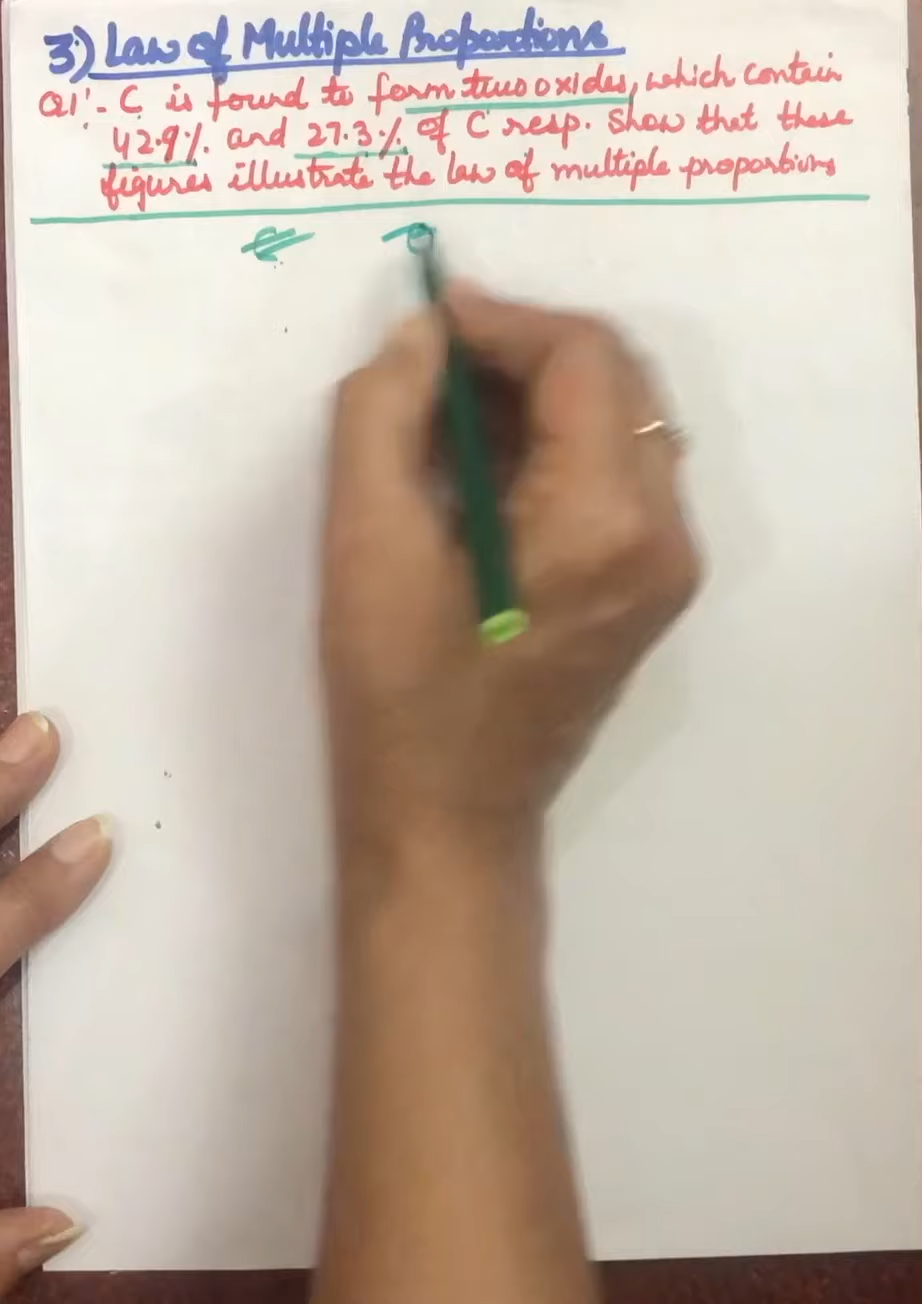 3) Law of Multiple Proportions
Q1:- C is found to form two oxides, which contain
42.9%. and 27.3% of C resp. Show that these
figures illustrate the law of multiple proportions